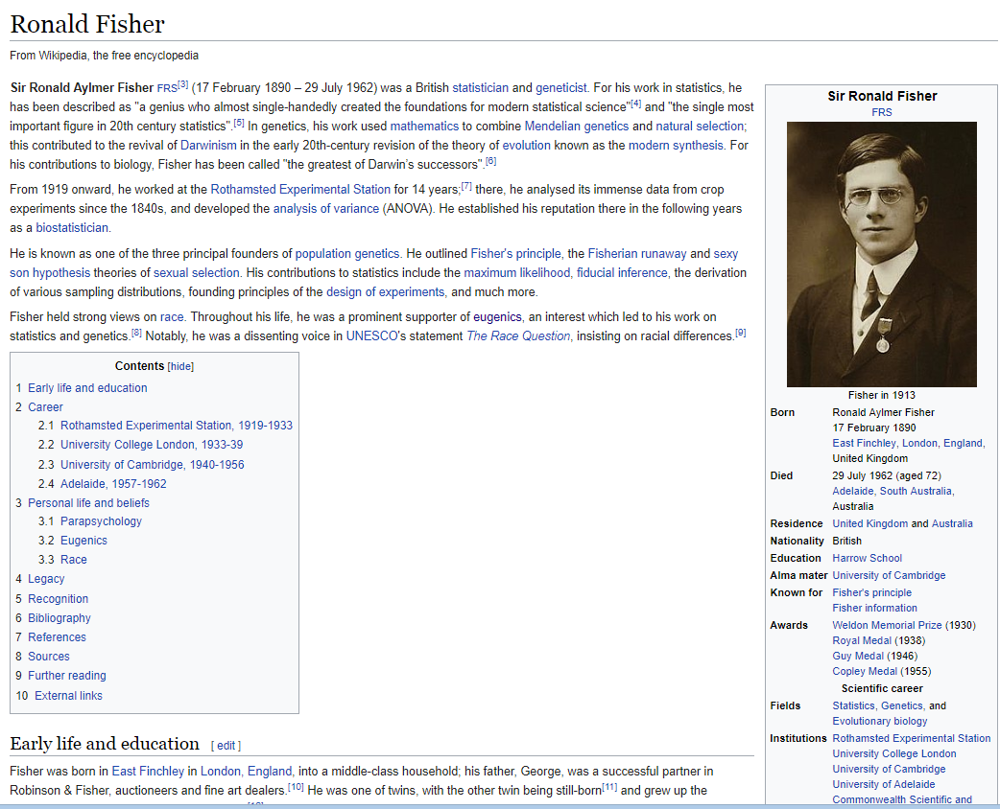 Ronald Fisher
From Wikipedia, the free encyclopedia
Sir Ronald Aylmer Fisher FRS[3] (17 February 1890 – 29 July 1962) was a British statistician and geneticist. For his work in statistics, he
has been described as "a genius who almost single-handedly created the foundations for modern statistical science"[4] and "the single most
important figure in 20th century statistics".[5] In genetics, his work used mathematics to combine Mendelian genetics and natural selection;
this contributed to the revival of Darwinism in the early 20th-century revision of the theory of evolution known as the modern synthesis. For
his contributions to biology, Fisher has been called "the greatest of Darwin's successors".[6]
From 1919 onward, he worked at the Rothamsted Experimental Station for 14 years;[7] there, he analysed its immense data from crop
experiments since the 1840s, and developed the analysis of variance (ANOVA). He established his reputation there in the following years
as a biostatistician.
He is known as one of the three principal founders of population genetics. He outlined Fisher's principle, the Fisherian runaway and sexy
son hypothesis theories of sexual selection. His contributions to statistics include the maximum likelihood, fiducial inference, the derivation
of various sampling distributions, founding principles of the design of experiments, and much more.
Fisher held strong views on race. Throughout his life, he was a prominent supporter of eugenics, an interest which led to his work on
statistics and genetics.[8] Notably, he was a dissenting voice in UNESCO's statement The Race Question, insisting on racial differences.[9]
Contents [hide]
1 Early life and education
2 Career
2.1 Rothamsted Experimental Station, 1919-1933
2.2 University College London, 1933-39
2.3 University of Cambridge, 1940-1956
2.4 Adelaide, 1957-1962
3 Personal life and beliefs
3.1 Parapsychology
3.2 Eugenics
3.3 Race
4 Legacy
5 Recognition
6 Bibliography
7 References
8 Sources
9 Further reading
10 External links
Early life and education [ edit ]
Fisher was born in East Finchley in London, England, into a middle-class household; his father, George, was a successful partner in
Robinson & Fisher, auctioneers and fine art dealers.[10] He was one of twins, with the other twin being still-born[11] and grew up the
Sir Ronald Fisher
FRS
Fisher in 1913
Born Ronald Aylmer Fisher
17 February 1890
East Finchley, London, England,
United Kingdom
Died 29 July 1962 (aged 72)
Adelaide, South Australia,
Australia
Residence United Kingdom and Australia
Nationality British
Education Harrow School
Alma mater University of Cambridge
Known for Fisher's principle
Fisher information
Awards Weldon Memorial Prize (1930)
Royal Medal (1938)
Guy Medal (1946)
Copley Medal (1955)
Scientific career
Fields Statistics, Genetics, and
Evolutionary biology
Institutions Rothamsted Experimental Station
University College London
University of Cambridge
University of Adelaide
Commonwealth Scientific and